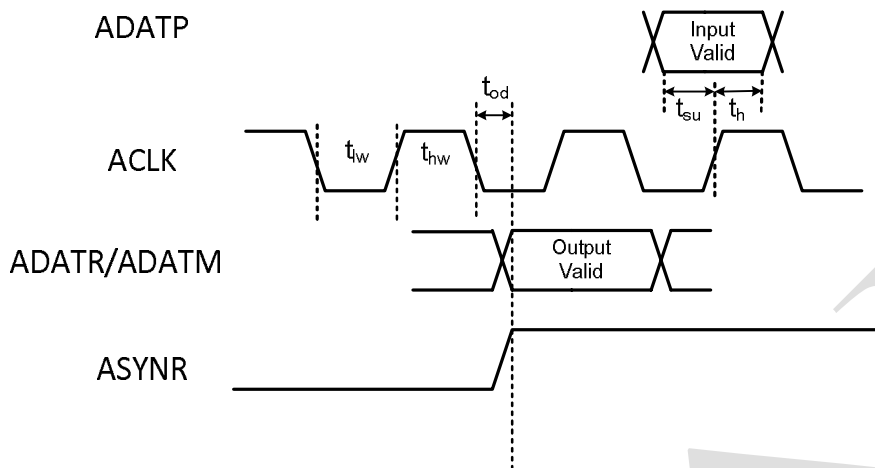 ADATP
Input
Valid
tod
tsu
th
ACLK
tlw
thw
ADATR/ADATM
Output
Valid
ASYNR